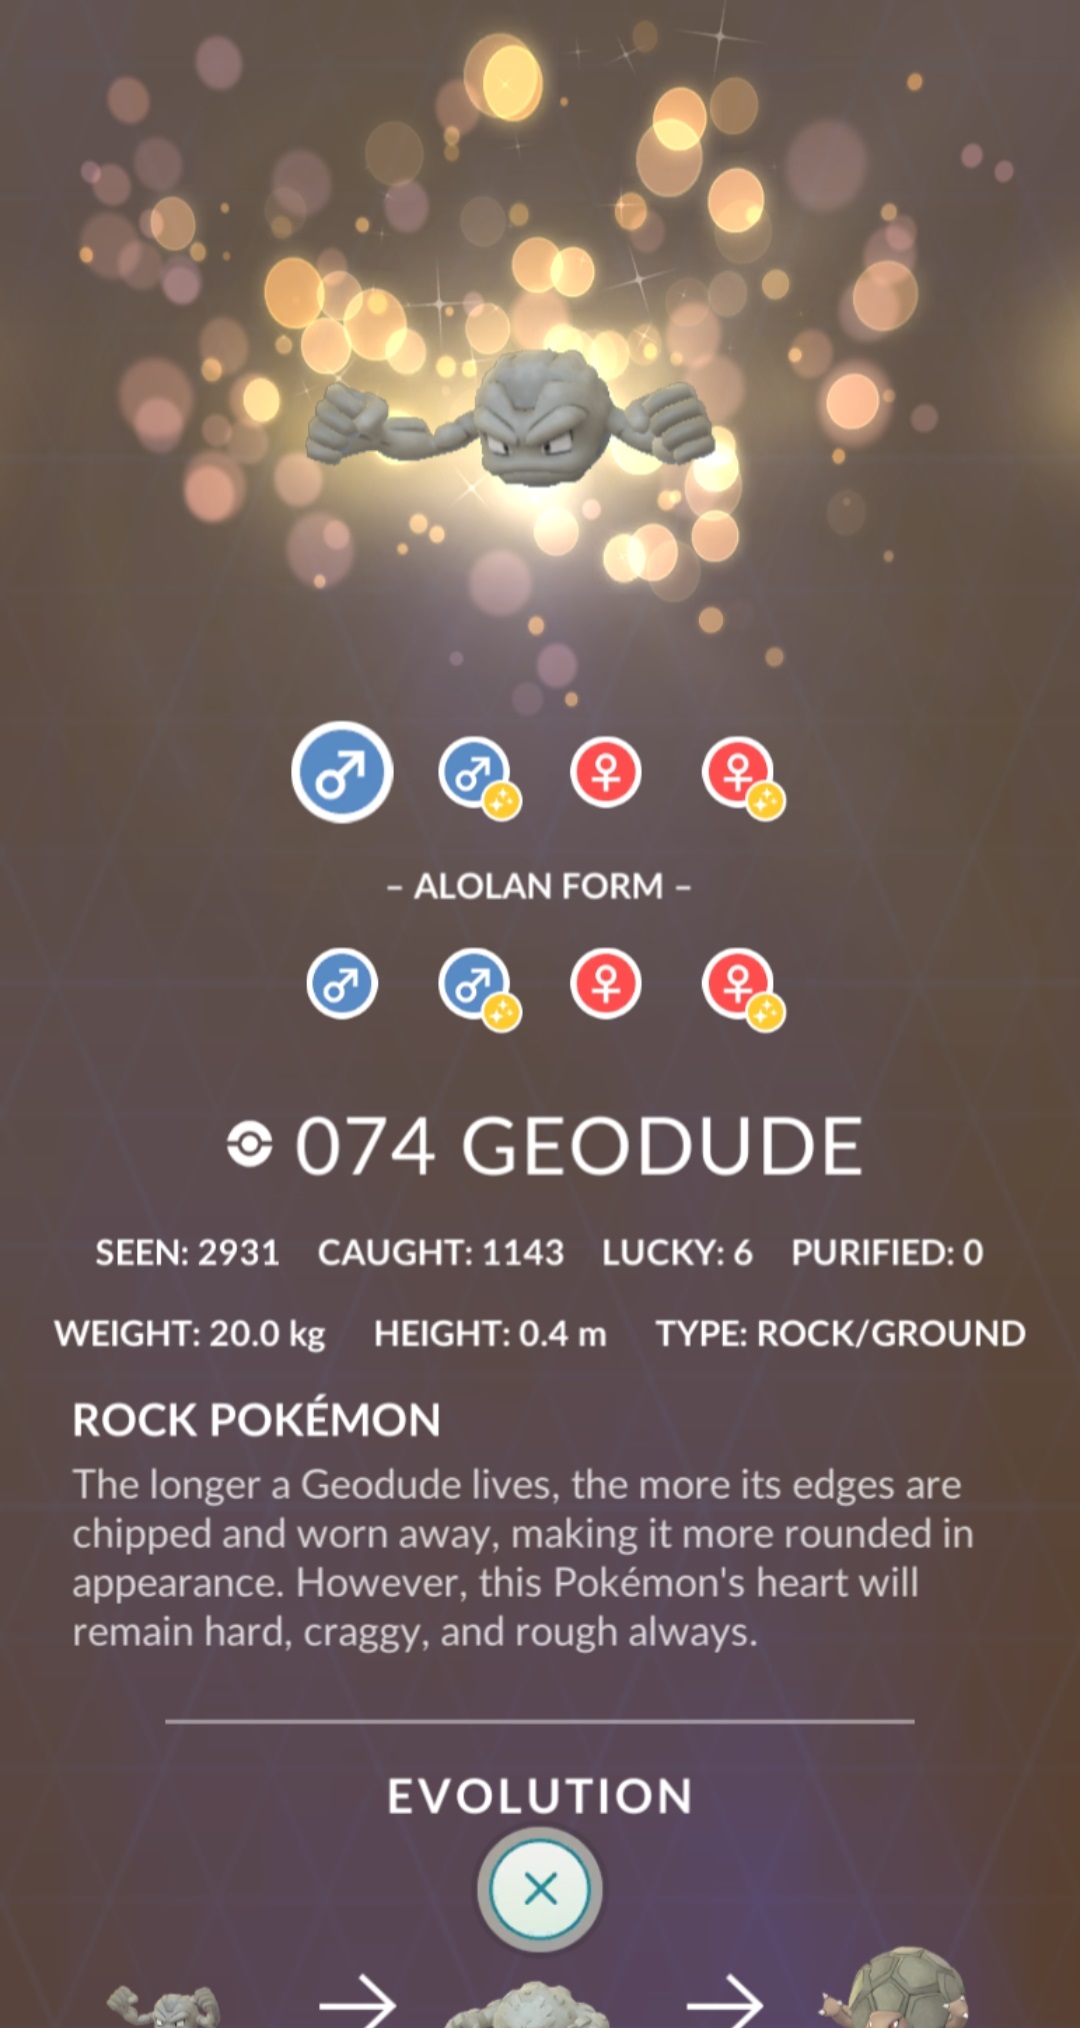 – ALOLAN FORM –
074 GEODUDE
SEEN: 2931 CAUGHT: 1143 LUCKY: 6 PURIFIED: 0
WEIGHT: 20.0 kg HEIGHT: 0.4 m TYPE: ROCK/GROUND
ROCK POKÉMON
The longer a Geodude lives, the more its edges are
chipped and worn away, making it more rounded in
appearance. However, this Pokémon's heart will
remain hard, craggy, and rough always.
EVOLUTION